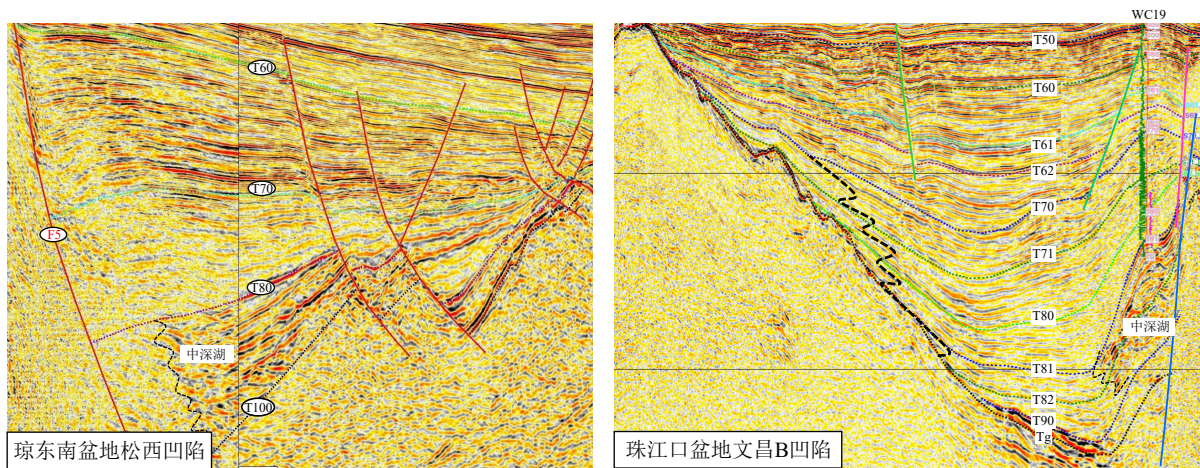 T60
T70
F5
T80
中深湖
T100
琼东南盆地松西凹陷
WC19
T50
T60
T61
T62
T70
T71
T80
中深湖
T81
T82
T90
Tg
珠江口盆地文昌B凹陷